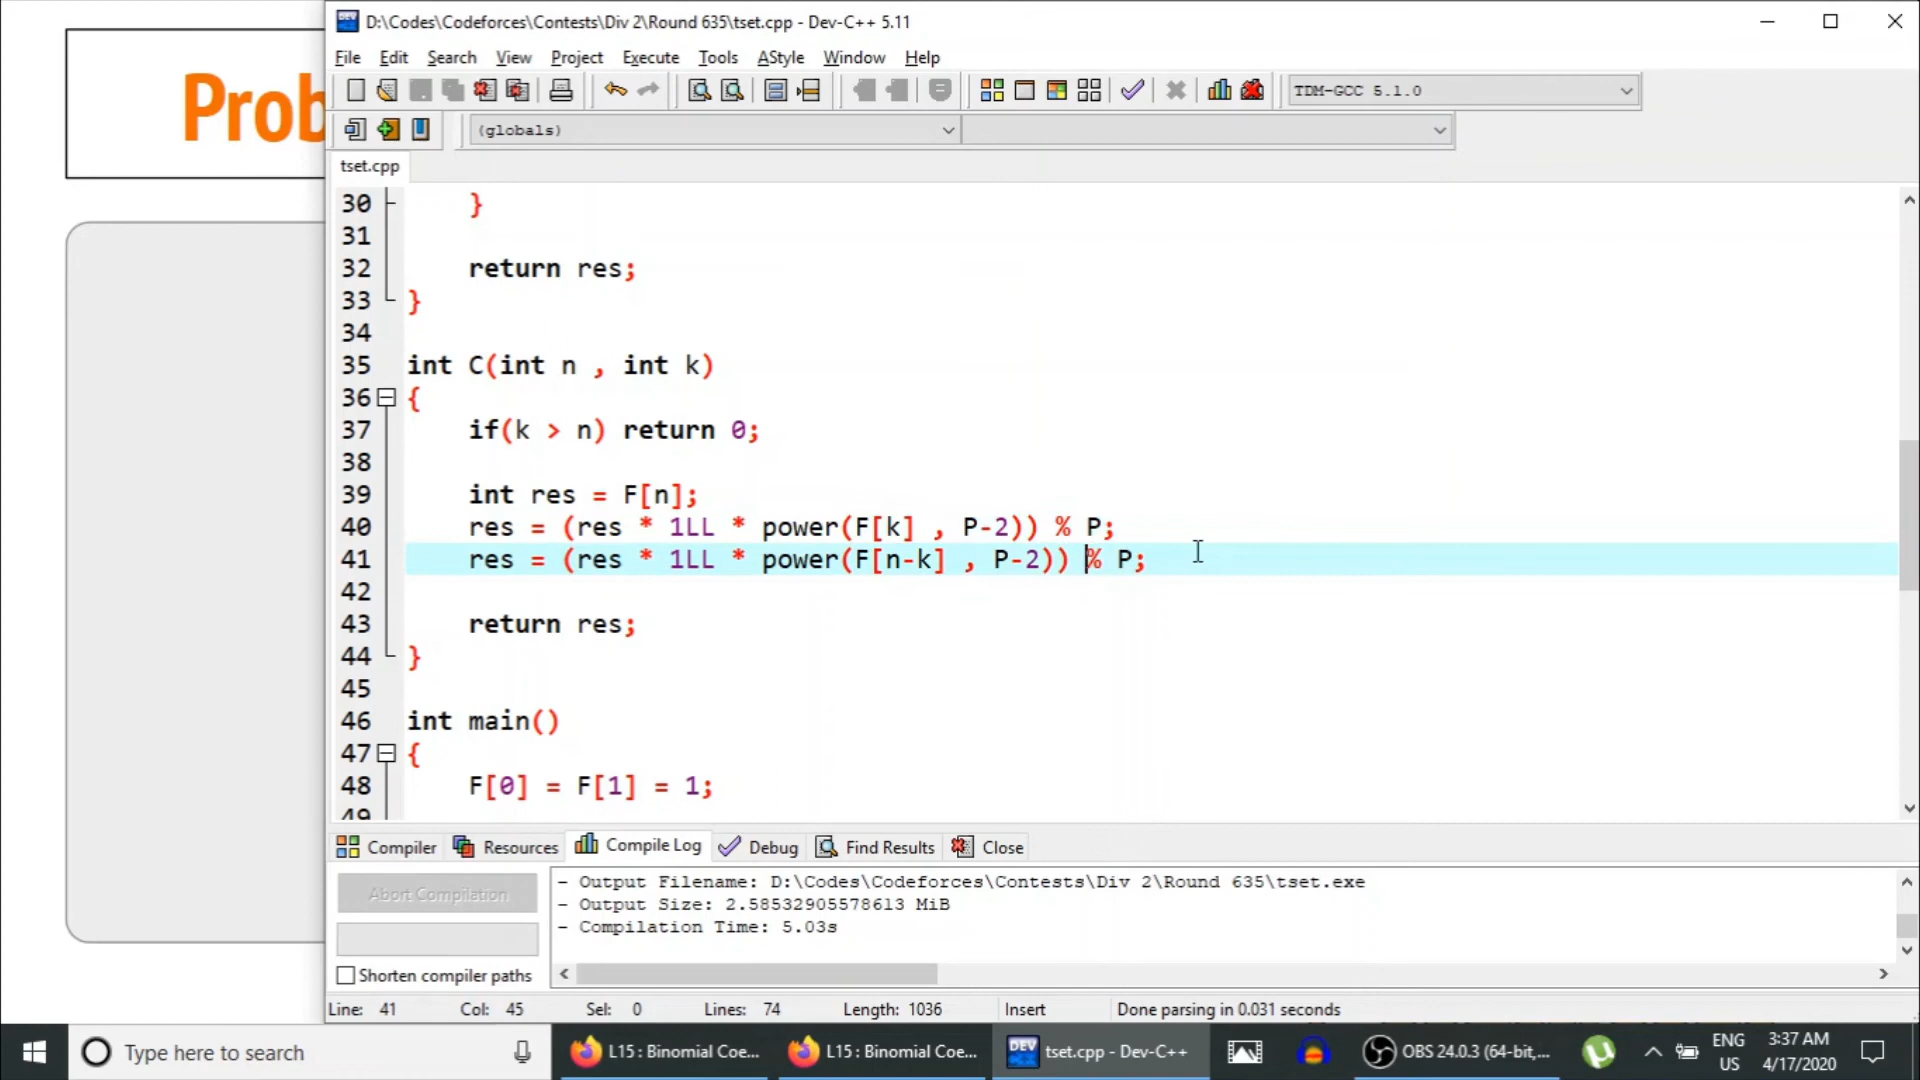 Prob
D:\Codes\Codeforces\Contests\Div 2\Round 635\tset.cpp - Dev-C++ 5.11
File Edit Search View Project Execute Tools AStyle Window Help
TDM-GCC 5.1.0
(globals)
tset.cpp
30 }
31
32 return res;
33 }
34
35 int C(int n , int k)
36 {
37 if(k > n) return 0;
38
39 int res = F[n];
40 res = (res * 1LL * power(F[k] , P-2)) % P;
41 res = (res * 1LL * power(F[n-k] , P-2)) % P;
42
43 return res;
44 }
45
46 int main()
47 {
48 F[0] = F[1] = 1;
49
Compiler Resources Compile Log Debug Find Results Close
Abort Compilation
Shorten compiler paths
- Output Filename: D:\Codes\Codeforces\Contests\Div 2\Round 635\tset.exe
- Output Size: 2.58532905578613 MiB
- Compilation Time: 5.03s
Line: 41 Col: 45 Sel: 0 Lines: 74 Length: 1036 Insert Done parsing in 0.031 seconds
Type here to search
L15 : Binomial Coe...
L15 : Binomial Coe...
DEV tset.cpp - Dev-C++
OBS 24.0.3 (64-bit,...
ENG
US
3:37 AM
4/17/2020